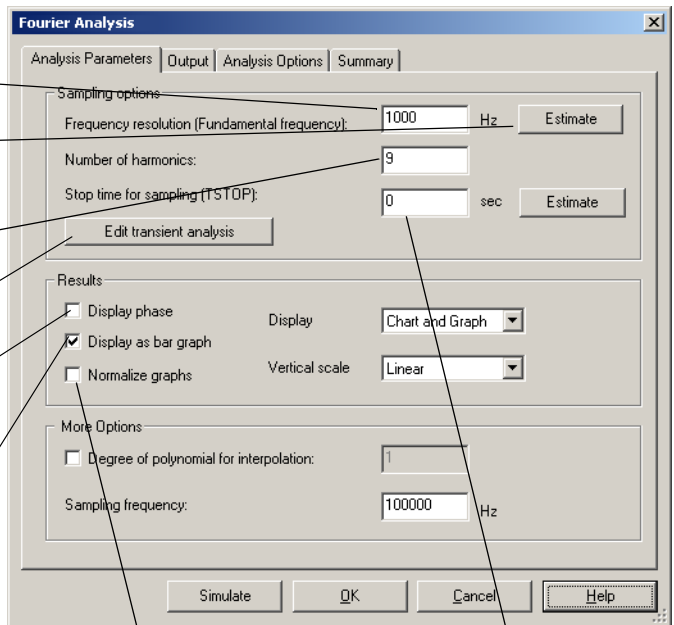 Fourier Analysis
Analysis Parameters Output Analysis Options Summary
Sampling options
Frequency resolution (Fundamental frequency): 1000 Hz Estimate
Number of harmonics: 9
Stop time for sampling (TSTOP): 0 sec Estimate
Edit transient analysis
Results
Display phase Display Chart and Graph
Display as bar graph
Normalize graphs Vertical scale Linear
More Options
Degree of polynomial for interpolation: 1
Sampling frequency: 100000 Hz
Simulate OK Cancel Help